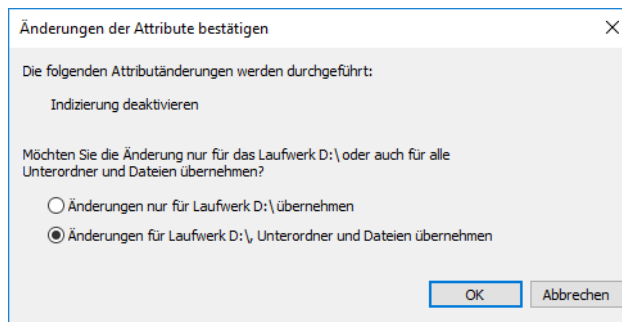 Änderungen der Attribute bestätigen
Die folgenden Attributänderungen werden durchgeführt:
Indizierung deaktivieren
Möchten Sie die Änderung nur für das Laufwerk D:\ oder auch für alle
Unterordner und Dateien übernehmen?
Änderungen nur für Laufwerk D:\ übernehmen
Änderungen für Laufwerk D:\, Unterordner und Dateien übernehmen
OK Abbrechen